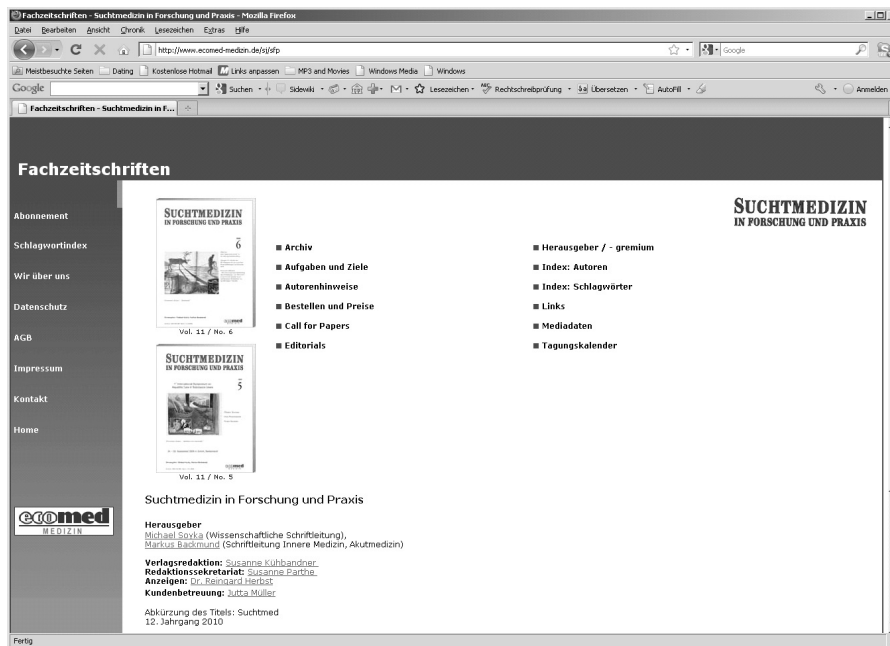 Fachzeitschriften - Suchtmedizin in Forschung und Praxis - Mozilla Firefox
Datei Bearbeiten Ansicht Chronik Lesezeichen Extras Hilfe
http://www.ecomed-medizin.de/sj/sfp
Google
Meistbesuchte Seiten Dating Kostenlose Hotmail Links anpassen MP3 and Movies Windows Media Windows
Google Suchen Sidewiki Lesezeichen Rechtschreibprüfung Übersetzen AutoFill Anmelden
Fachzeitschriften - Suchtmedizin in F...
Fachzeitschriften
Abonnement
Schlagwortindex
Wir über uns
Datenschutz
AGB
Impressum
Kontakt
Home
ecomed
MEDIZIN
SUCHTMEDIZIN
IN FORSCHUNG UND PRAXIS
6
Vol. 11 / No. 6
SUCHTMEDIZIN
IN FORSCHUNG UND PRAXIS
5
Vol. 11 / No. 5
Archiv
Aufgaben und Ziele
Autorenhinweise
Bestellen und Preise
Call for Papers
Editorials
Herausgeber / - gremium
Index: Autoren
Index: Schlagwörter
Links
Mediadaten
Tagungskalender
SUCHTMEDIZIN
IN FORSCHUNG UND PRAXIS
Suchtmedizin in Forschung und Praxis
Herausgeber
Michael Soyka (Wissenschaftliche Schriftleitung),
Markus Backmund (Schriftleitung Innere Medizin, Akutmedizin)
Verlagsredaktion: Susanne Kühbandner
Redaktionssekretariat: Susanne Parthe
Anzeigen: Dr. Reingard Herbst
Kundenbetreuung: Jutta Müller
Abkürzung des Titels: Suchtmed
12. Jahrgang 2010
Fertig